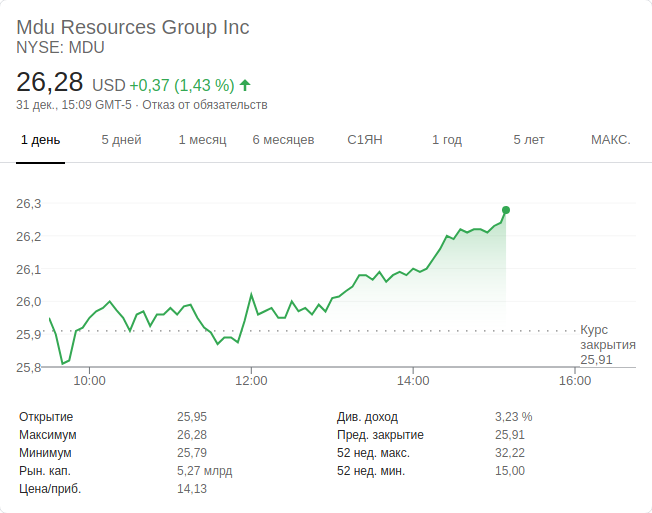 Mdu Resources Group Inc
NYSE: MDU
26,28 USD +0,37 (1,43 %)
31 дек., 15:09 GMT-5 · Отказ от обязательств
1 день 5 дней 1 месяц 6 месяцев С1ЯН 1 год 5 лет МАКС.
26,3
26,2
26,1
26,0
25,9
25,8
Курс
закрытия
25,91
10:00 12:00 14:00 16:00
Открытие 25,95
Максимум 26,28
Минимум 25,79
Рын. кап. 5,27 млрд
Цена/приб. 14,13
Див. доход 3,23 %
Пред. закрытие 25,91
52 нед. макс. 32,22
52 нед. мин. 15,00